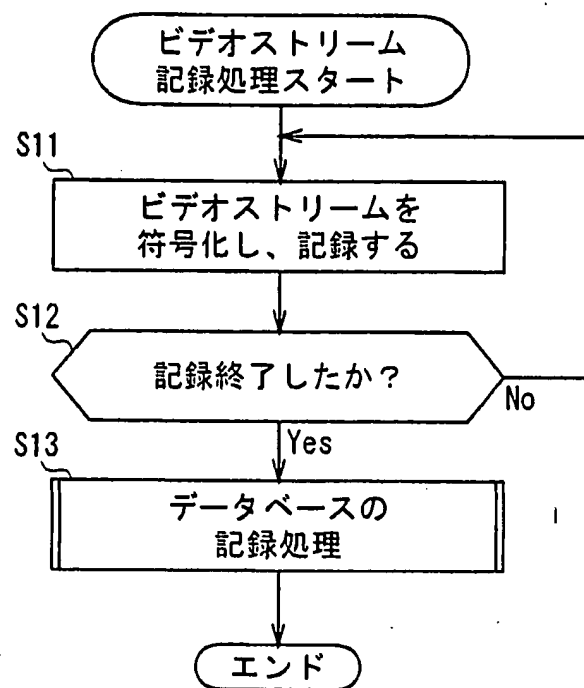 ビデオストリーム
記録処理スタート
S11
ビデオストリームを
符号化し、記録する
S12
記録終了したか？
No
Yes
S13
データベースの
記録処理
エンド